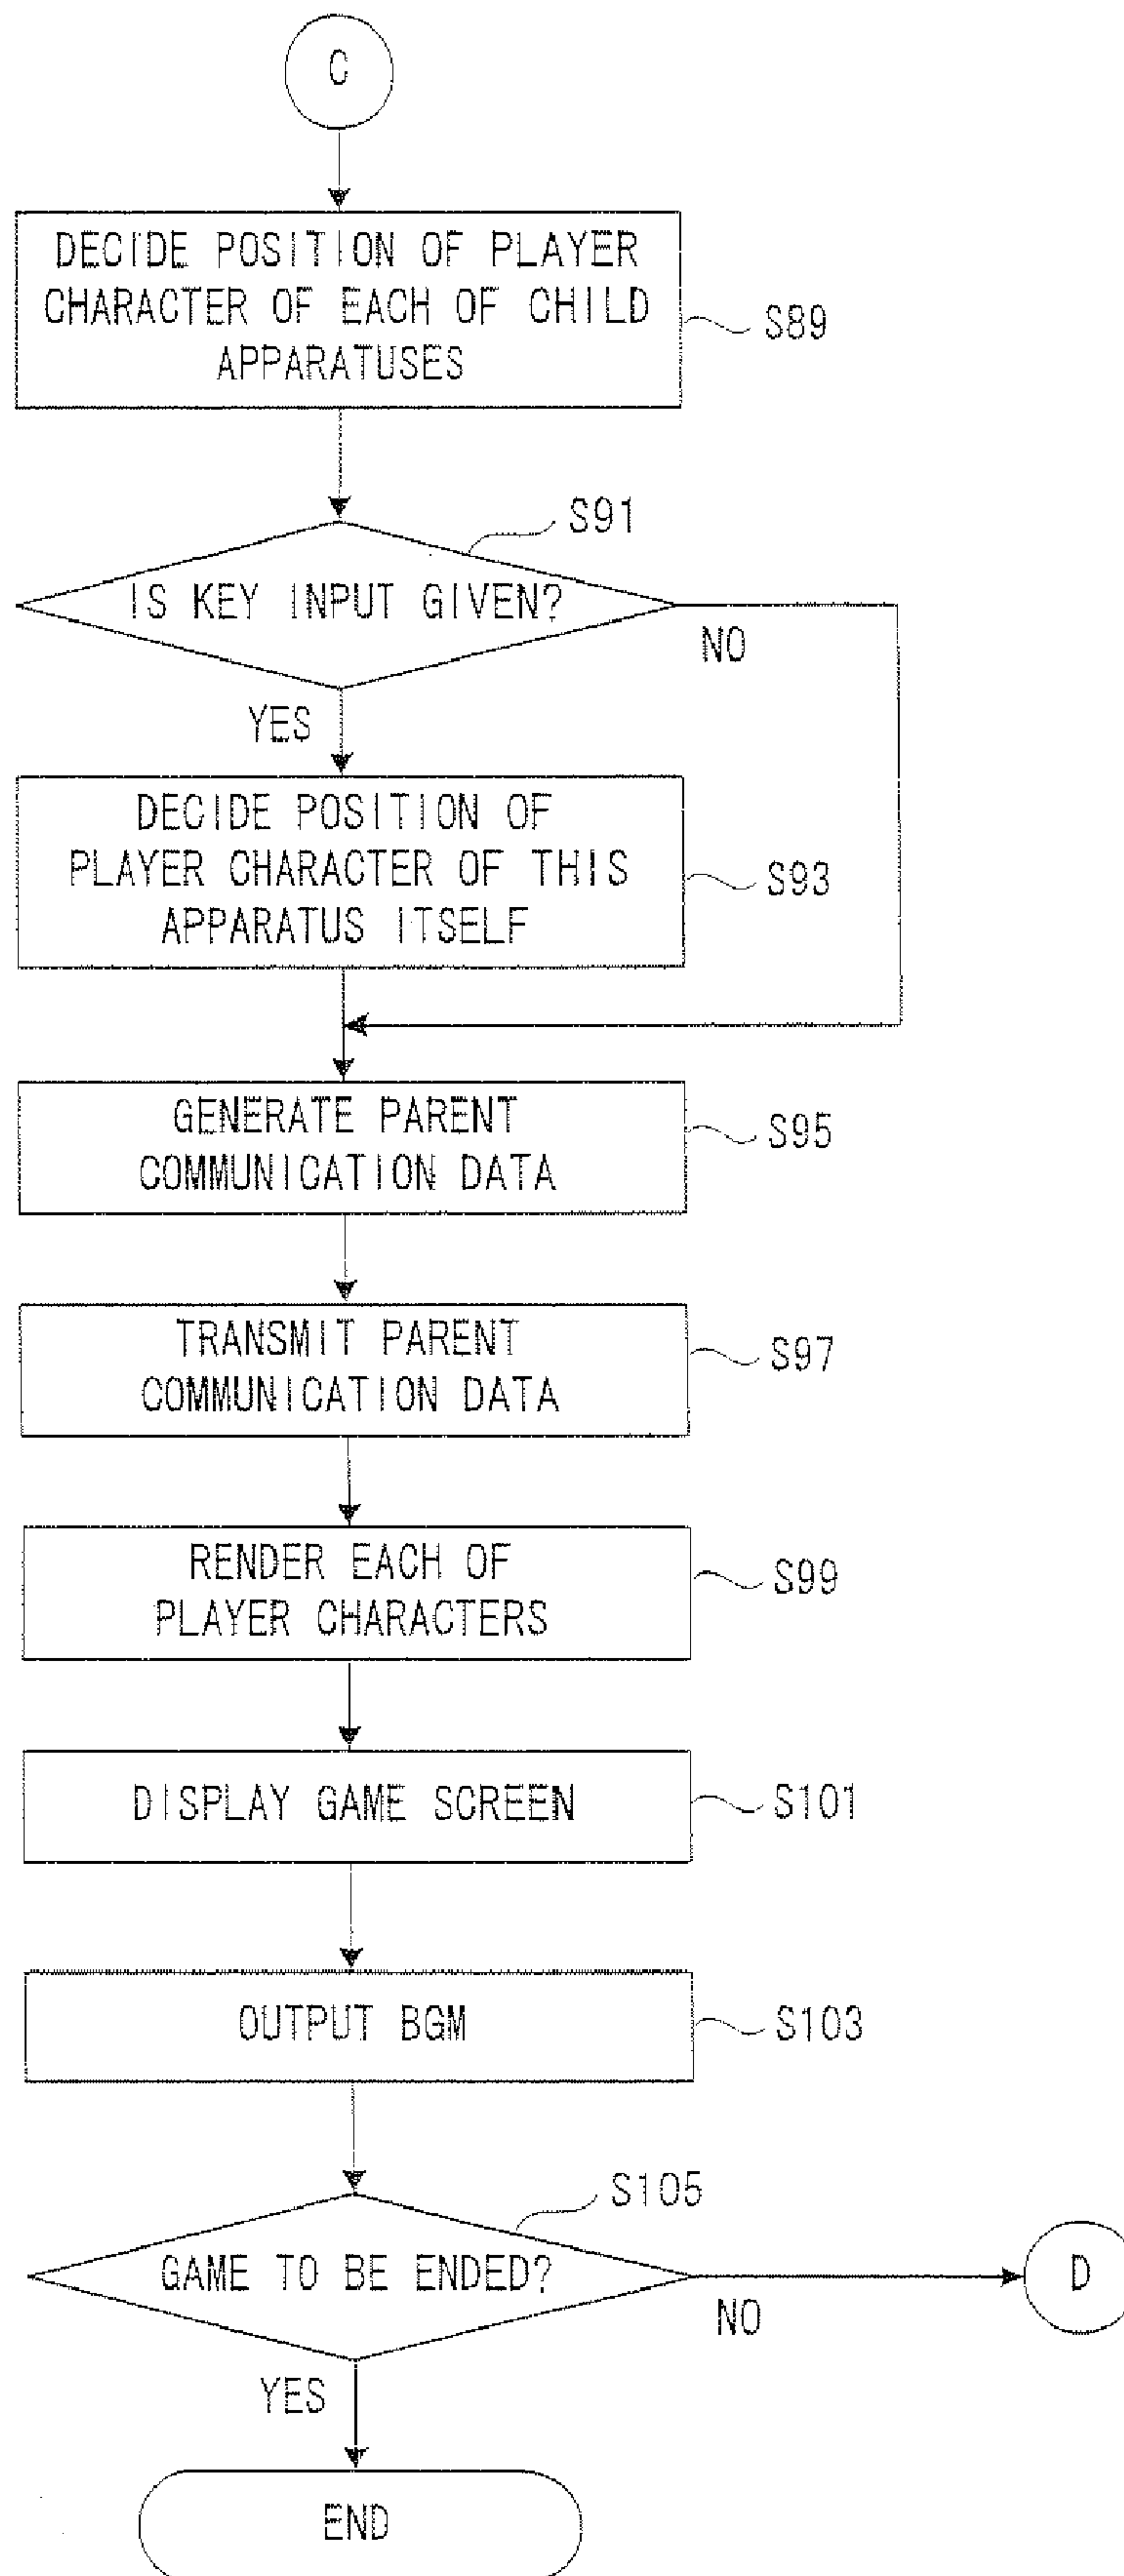 C
DECIDE POSITION OF PLAYER
CHARACTER OF EACH OF CHILD
APPARATUSES
S89
S91
IS KEY INPUT GIVEN?
NO
YES
DECIDE POSITION OF
PLAYER CHARACTER OF THIS
APPARATUS ITSELF
S93
GENERATE PARENT
COMMUNICATION DATA
S95
TRANSMIT PARENT
COMMUNICATION DATA
S97
RENDER EACH OF
PLAYER CHARACTERS
S99
DISPLAY GAME SCREEN
S101
OUTPUT BGM
S103
S105
GAME TO BE ENDED?
D
NO
YES
END